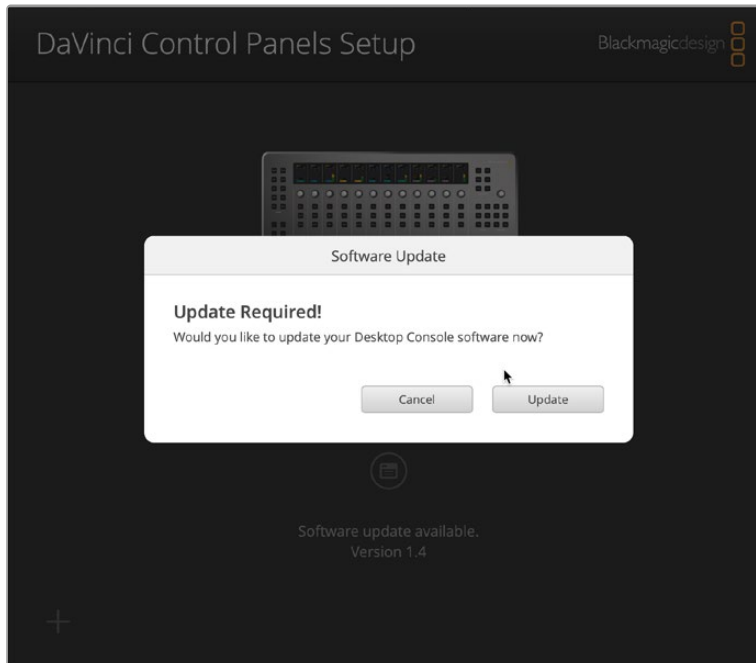 DaVinci Control Panels Setup
Blackmagicdesign
Software Update
Update Required!
Would you like to update your Desktop Console software now?
Cancel
Update
Software update available.
Version 1.4